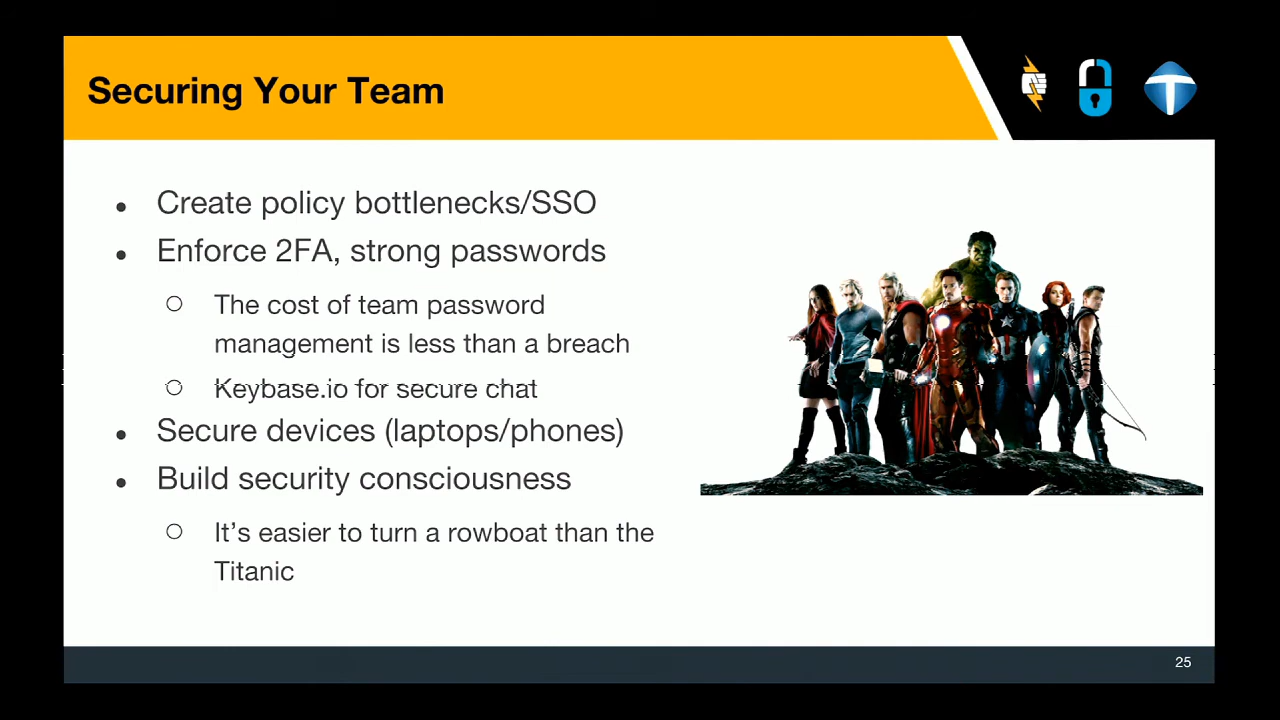 Securing Your Team
● Create policy bottlenecks/SSO
● Enforce 2FA, strong passwords
○ The cost of team password
management is less than a breach
○ Keybase.io for secure chat
● Secure devices (laptops/phones)
● Build security consciousness
○ It’s easier to turn a rowboat than the
Titanic
25